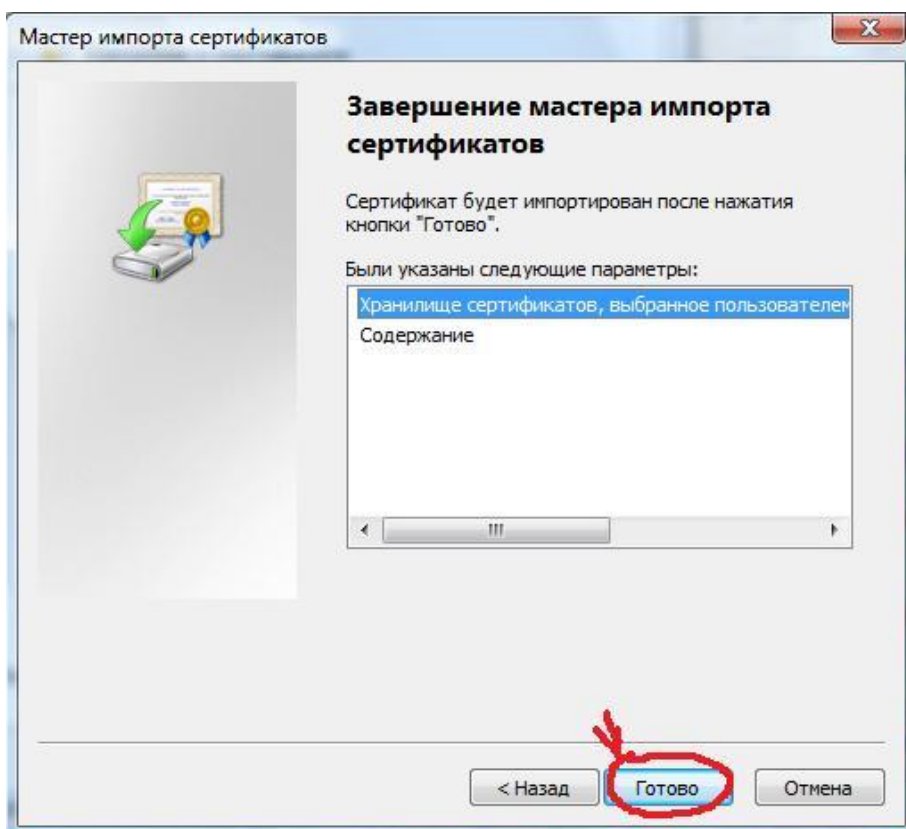 Мастер импорта сертификатов
Завершение мастера импорта
сертификатов
Сертификат будет импортирован после нажатия
кнопки "Готово".
Были указаны следующие параметры:
Хранилище сертификатов, выбранное пользователем
Содержание
< Назад
Готово
Отмена